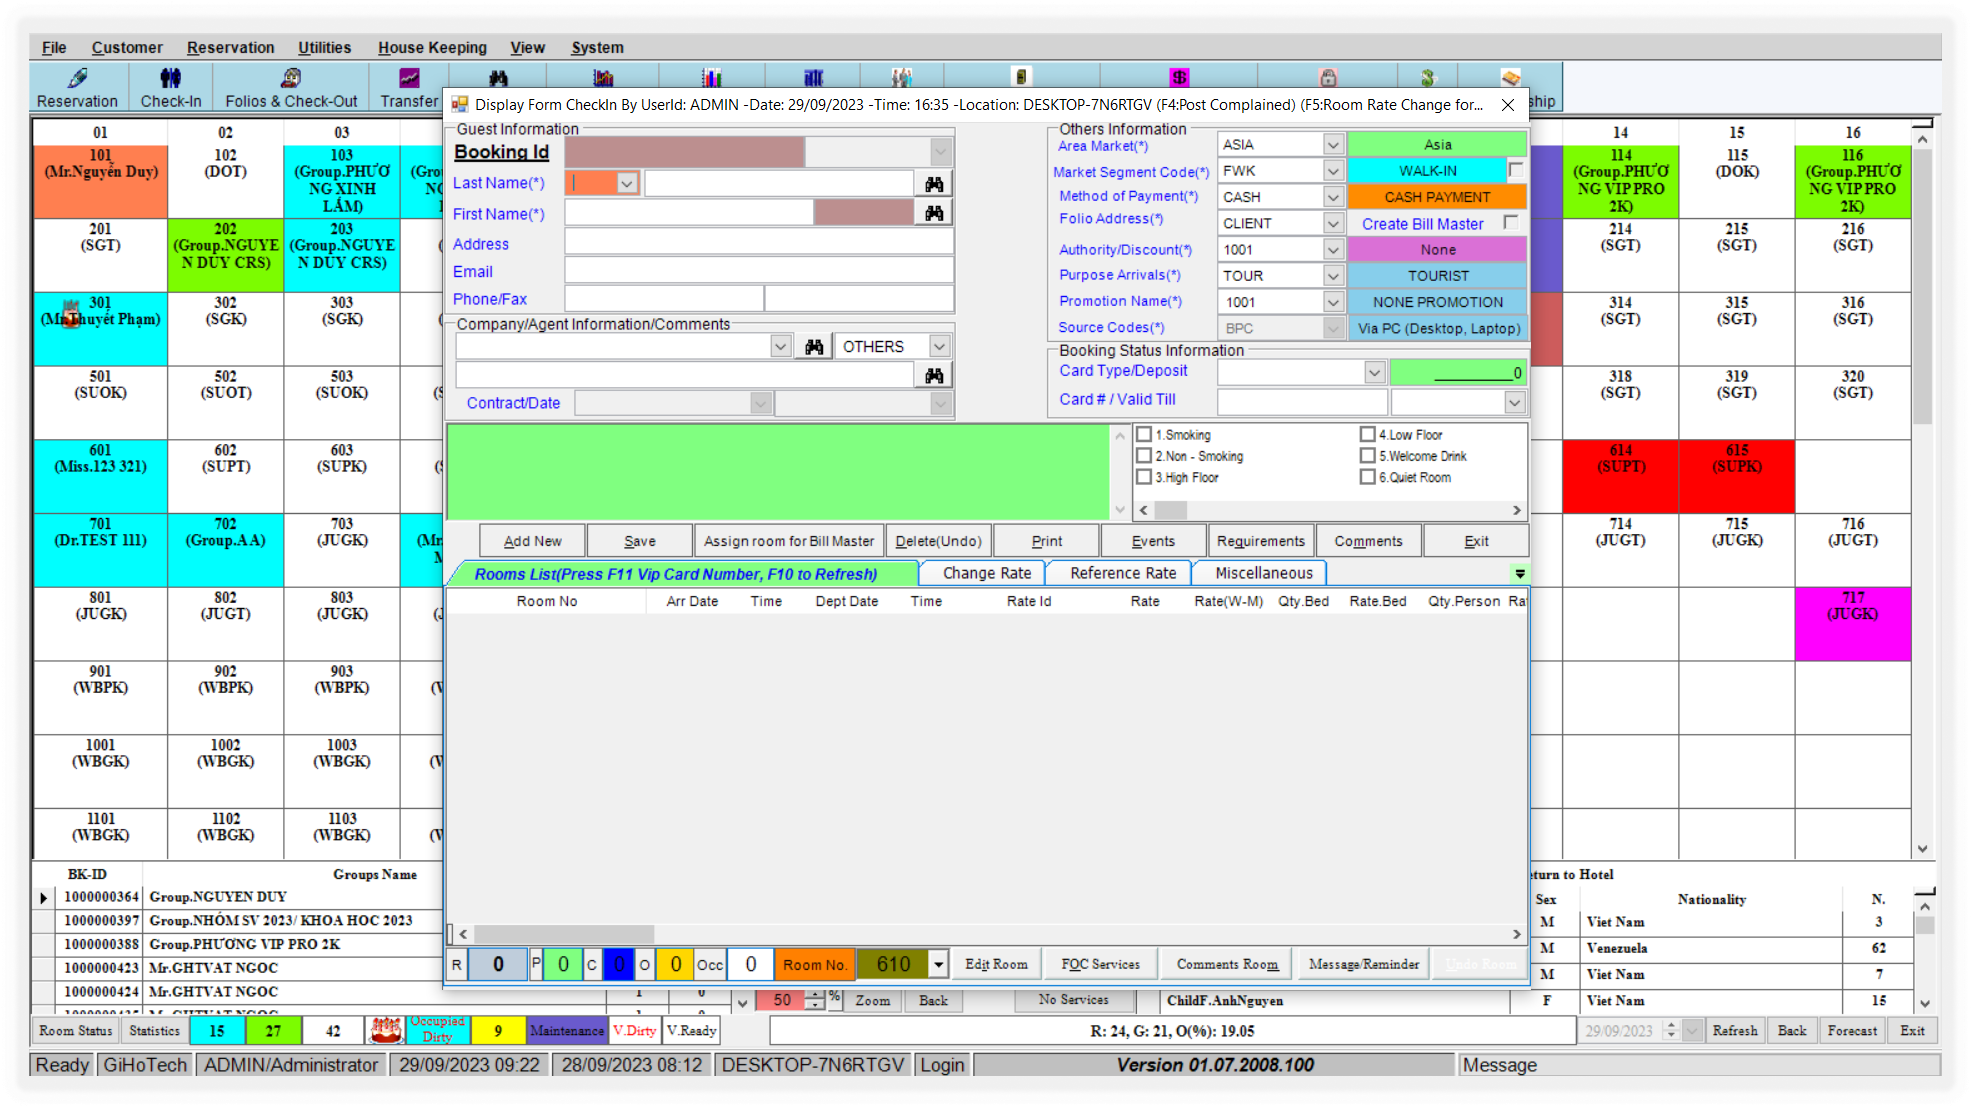 File Customer Reservation Utilities House Keeping View System
Reservation Check-In Folios & Check-Out Transfer
Display Form CheckIn By UserId: ADMIN -Date: 29/09/2023 -Time: 16:35 -Location: DESKTOP-7N6RTGV (F4:Post Complained) (F5:Room Rate Change for...
01 02 03 14 15 16
101 (Mr.Nguyễn Duy)
102 (DOT)
103 (Group.PHƯƠNG XINH LẮM)
114 (Group.PHƯƠNG VIP PRO 2K)
115 (DOK)
116 (Group.PHƯƠNG VIP PRO 2K)
201 (SGT)
202 (Group.NGUYEN DUY CRS)
203 (Group.NGUYEN DUY CRS)
214 (SGT)
215 (SGT)
216 (SGT)
301
302 (SGK)
303 (SGK)
314 (SGT)
315 (SGT)
316 (SGT)
501 (SUOK)
502 (SUOT)
503 (SUOK)
318 (SGT)
319 (SGT)
320 (SGT)
601 (Miss.123 321)
602 (SUPT)
603 (SUPK)
614 (SUPT)
615 (SUPK)
701 (Dr.TEST 111)
702 (Group.AA)
703 (JUGK)
714 (JUGT)
715 (JUGK)
716 (JUGT)
801 (JUGK)
802 (JUGT)
803 (JUGK)
717 (JUGK)
901 (WBPK)
902 (WBPK)
903 (WBPK)
1001 (WBGK)
1002 (WBGK)
1003 (WBGK)
1101 (WBGK)
1102 (WBGK)
1103 (WBGK)
Guest Information
Booking Id
Last Name(*)
First Name(*)
Address
Email
Phone/Fax
Company/Agent Information/Comments
OTHERS
Contract/Date
Others Information
Area Market(*) ASIA Asia
Market Segment Code(*) FWK WALK-IN
Method of Payment(*) CASH CASH PAYMENT
Folio Address(*) CLIENT Create Bill Master
Authority/Discount(*) 1001 None
Purpose Arrivals(*) TOUR TOURIST
Promotion Name(*) 1001 NONE PROMOTION
Source Codes(*) BPC Via PC (Desktop, Laptop)
Booking Status Information
Card Type/Deposit 0
Card # / Valid Till
1.Smoking 4.Low Floor
2.Non - Smoking 5.Welcome Drink
3.High Floor 6.Quiet Room
Add New Save Assign room for Bill Master Delete(Undo) Print Events Requirements Comments Exit
Rooms List(Press F11 Vip Card Number, F10 to Refresh) Change Rate Reference Rate Miscellaneous
Room No Arr Date Time Dept Date Time Rate Id Rate Rate(W-M) Qty.Bed Rate.Bed Qty.Person
R 0 P 0 C 0 O 0 Occ 0 Room No. 610 Edit Room FOC Services Comments Room Message/Reminder Undo Room
BK-ID Groups Name
1000000364 Group.NGUYEN DUY
1000000397 Group.NHÓM SV 2023/ KHOA HOC 2023
1000000388 Group.PHƯƠNG VIP PRO 2K
1000000423 Mr.GHTVAT NGOC
1000000424 Mr.GHTVAT NGOC
to Hotel
Sex Nationality N.
M Viet Nam 3
M Venezuela 62
M Viet Nam 7
ChildF.AnhNguyen F Viet Nam 15
50 % Zoom Back No Services
Room Status Statistics 15 27 42 Occupied Dirty 9 Maintenance V.Dirty V.Ready R: 24, G: 21, O(%): 19.05 29/09/2023 Refresh Back Forecast Exit
Ready GiHoTech ADMIN/Administrator 29/09/2023 09:22 28/09/2023 08:12 DESKTOP-7N6RTGV Login Version 01.07.2008.100 Message